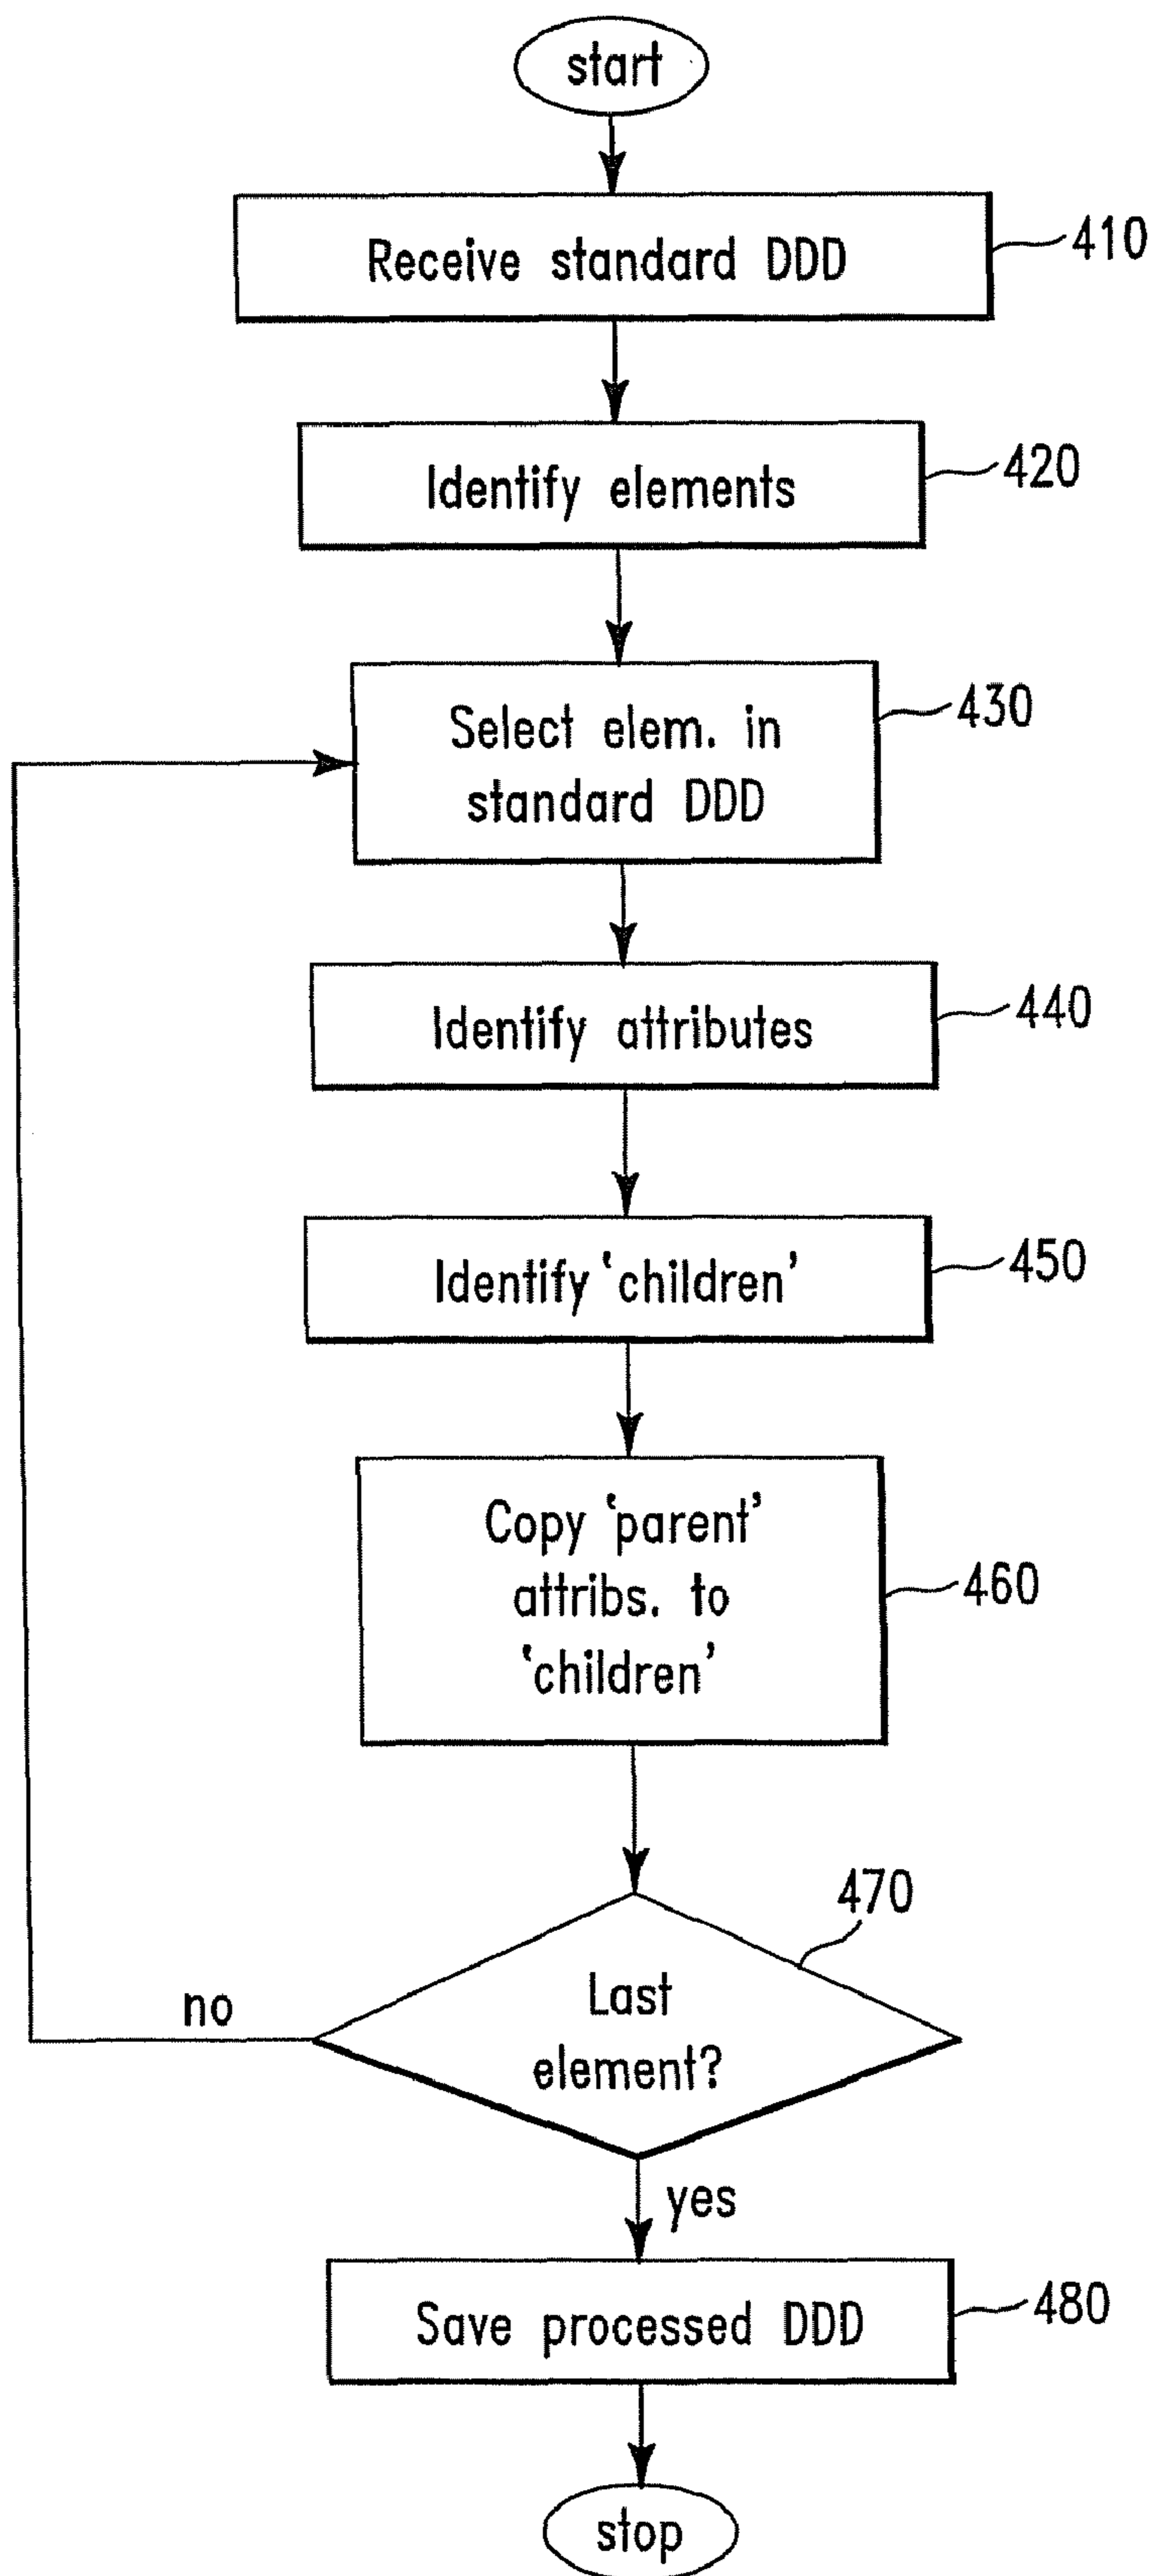 start
Receive standard DDD
410
Identify elements
420
Select elem. in
standard DDD
430
Identify attributes
440
Identify 'children'
450
Copy 'parent'
attribs. to
'children'
460
470
Last
element?
no
yes
Save processed DDD
480
stop